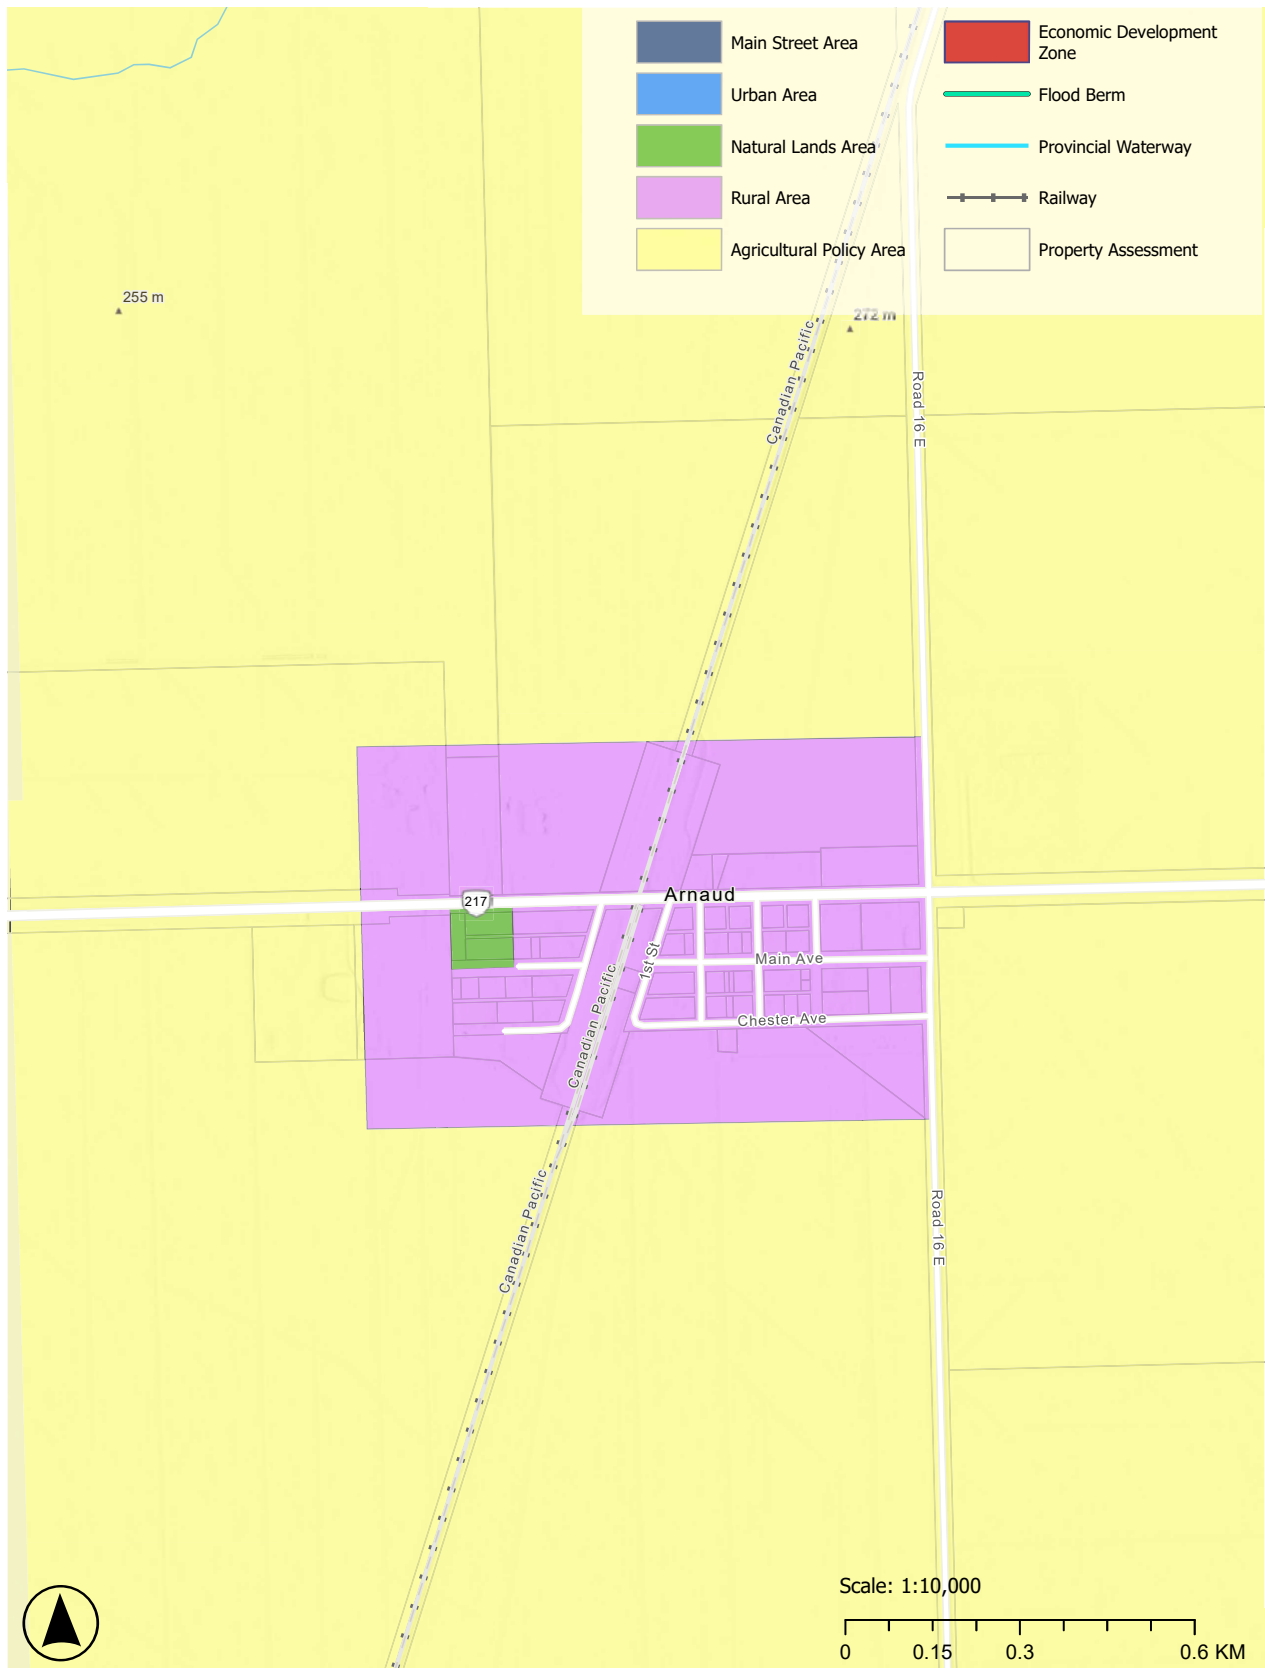 Main Street Area
Economic Development
Zone
Urban Area
Flood Berm
Natural Lands Area
Provincial Waterway
Rural Area
Railway
Agricultural Policy Area
Property Assessment
255 m
272 m
Canadian Pacific
Road 16 E
217
Arnaud
1st St
Main Ave
Canadian Pacific
Chester Ave
Canadian Pacific
Road 16 E
Scale: 1:10,000
0 0.15 0.3 0.6 KM